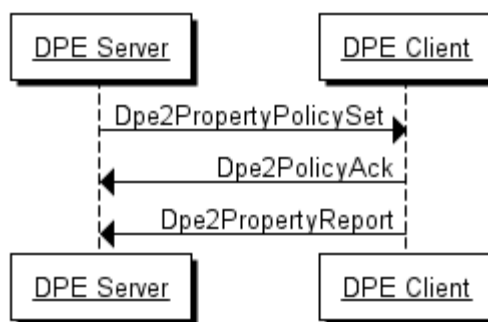 DPE Server
DPE Client
Dpe2PropertyPolicySet
Dpe2PolicyAck
Dpe2PropertyReport
DPE Server
DPE Client